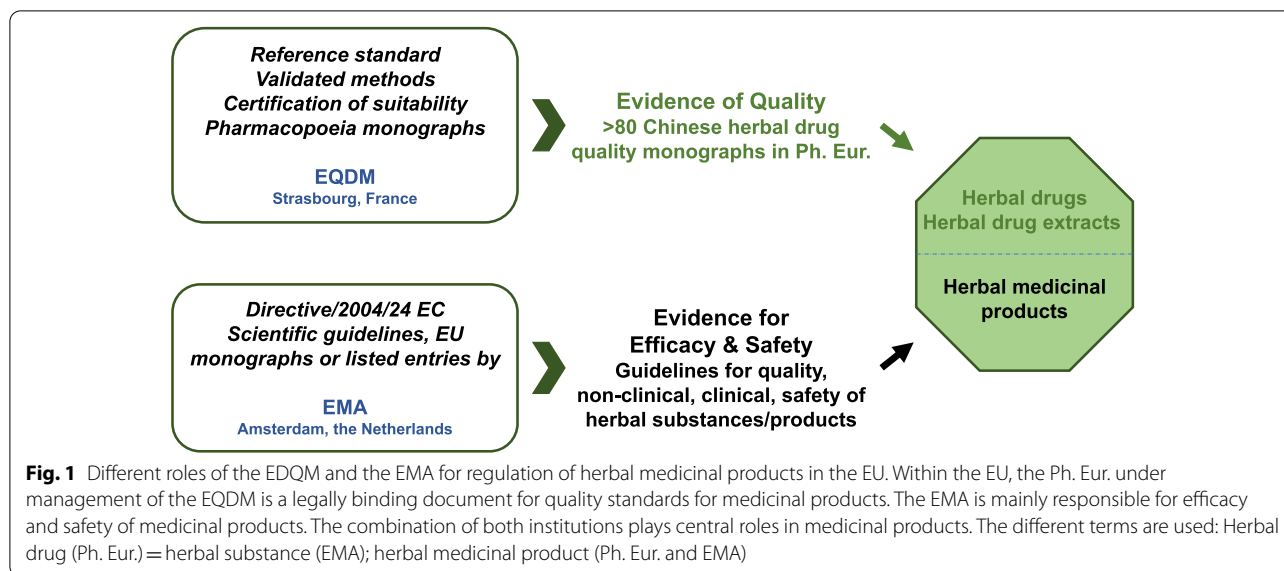 Reference standard
Validated methods
Certification of suitability
Pharmacopoeia monographs
EQDM
Strasbourg, France
Evidence of Quality
>80 Chinese herbal drug
quality monographs in Ph. Eur.
Herbal drugs
Herbal drug extracts
Herbal medicinal
products
Directive/2004/24 EC
Scientific guidelines, EU
monographs or listed entries by
EMA
Amsterdam, the Netherlands
Evidence for
Efficacy & Safety
Guidelines for quality,
non-clinical, clinical, safety of
herbal substances/products
Fig. 1 Different roles of the EDQM and the EMA for regulation of herbal medicinal products in the EU. Within the EU, the Ph. Eur. under
management of the EQDM is a legally binding document for quality standards for medicinal products. The EMA is mainly responsible for efficacy
and safety of medicinal products. The combination of both institutions plays central roles in medicinal products. The different terms are used: Herbal
drug (Ph. Eur.) = herbal substance (EMA); herbal medicinal product (Ph. Eur. and EMA)